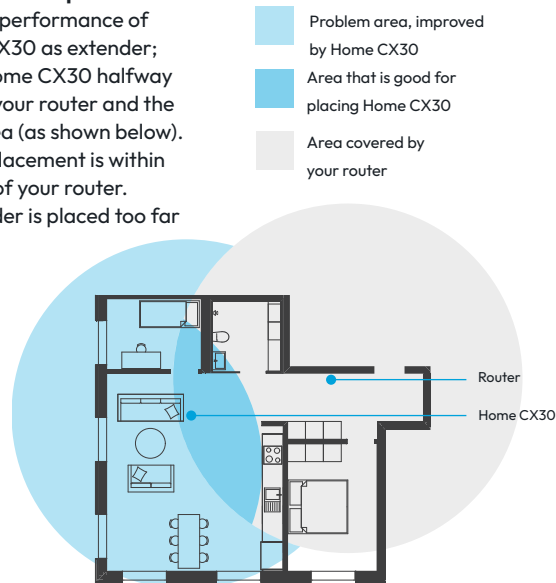 performance of
X30 as extender;
ome CX30 halfway
your router and the
a (as shown below).
lacement is within
of your router.
der is placed too far
Problem area, improved
by Home CX30
Area that is good for
placing Home CX30
Area covered by
your router
Router
Home CX30